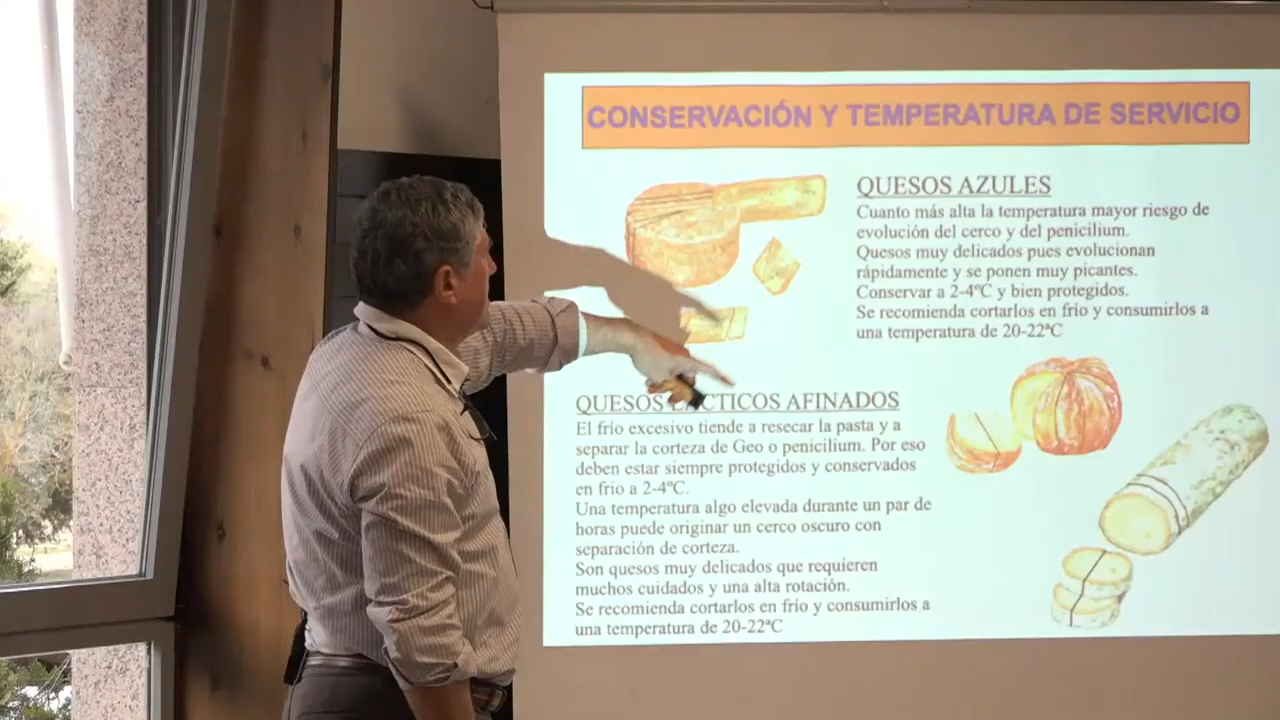 CONSERVACIÓN Y TEMPERATURA DE SERVICIO
QUESOS AZULES
Cuanto más alta la temperatura mayor riesgo de
evolución del cerco y del penicilium.
Quesos muy delicados pues evolucionan
rápidamente y se ponen muy picantes.
Conservar a 2-4ºC y bien protegidos.
Se recomienda cortarlos en frío y consumirlos a
una temperatura de 20-22ªC
QUESOS LÁCTICOS AFINADOS
El frío excesivo tiende a resecar la pasta y a
separar la corteza de Geo o penicilium. Por eso
deben estar siempre protegidos y conservados
en frio a 2-4ºC.
Una temperatura algo elevada durante un par de
horas puede originar un cerco oscuro con
separación de corteza.
Son quesos muy delicados que requieren
muchos cuidados y una alta rotación.
Se recomienda cortarlos en frío y consumirlos a
una temperatura de 20-22ªC